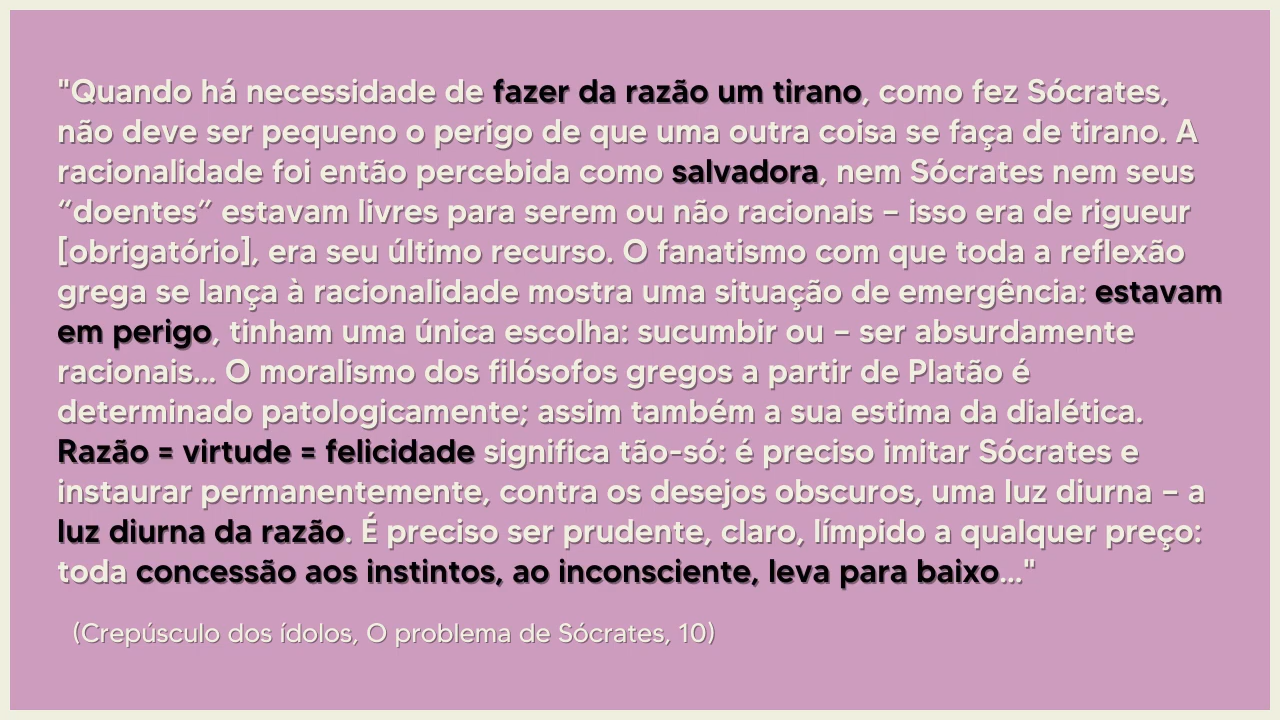 "Quando há necessidade de fazer da razão um tirano, como fez Sócrates,
não deve ser pequeno o perigo de que uma outra coisa se faça de tirano. A
racionalidade foi então percebida como salvadora, nem Sócrates nem seus
“doentes” estavam livres para serem ou não racionais – isso era de rigueur
[obrigatório], era seu último recurso. O fanatismo com que toda a reflexão
grega se lança à racionalidade mostra uma situação de emergência: estavam
em perigo, tinham uma única escolha: sucumbir ou – ser absurdamente
racionais... O moralismo dos filósofos gregos a partir de Platão é
determinado patologicamente; assim também a sua estima da dialética.
Razão = virtude = felicidade significa tão-só: é preciso imitar Sócrates e
instaurar permanentemente, contra os desejos obscuros, uma luz diurna – a
luz diurna da razão. É preciso ser prudente, claro, límpido a qualquer preço:
toda concessão aos instintos, ao inconsciente, leva para baixo..."
(Crepúsculo dos ídolos, O problema de Sócrates, 10)